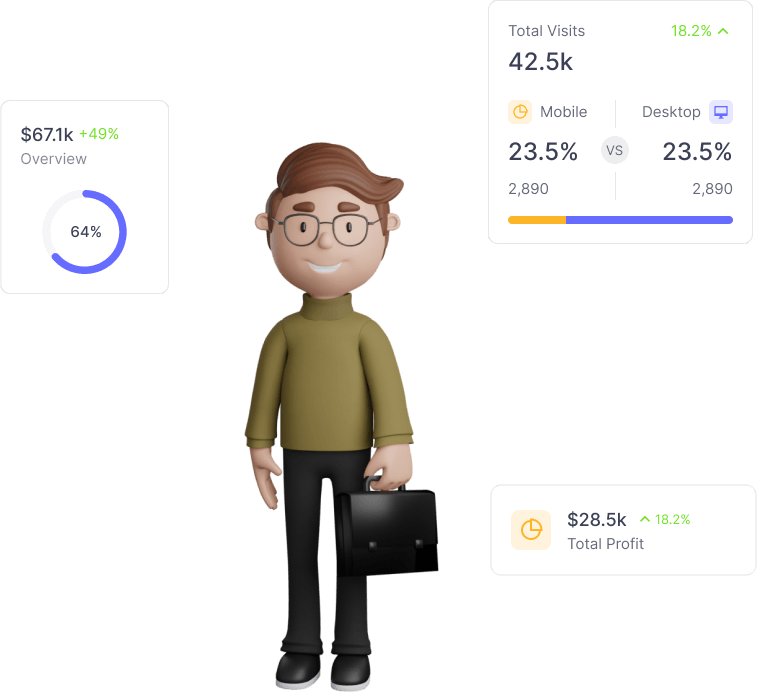 Total Visits 18.2%
42.5k
Mobile Desktop
23.5% VS 23.5%
2,890 2,890
$67.1k +49%
Overview
64%
$28.5k 18.2%
Total Profit